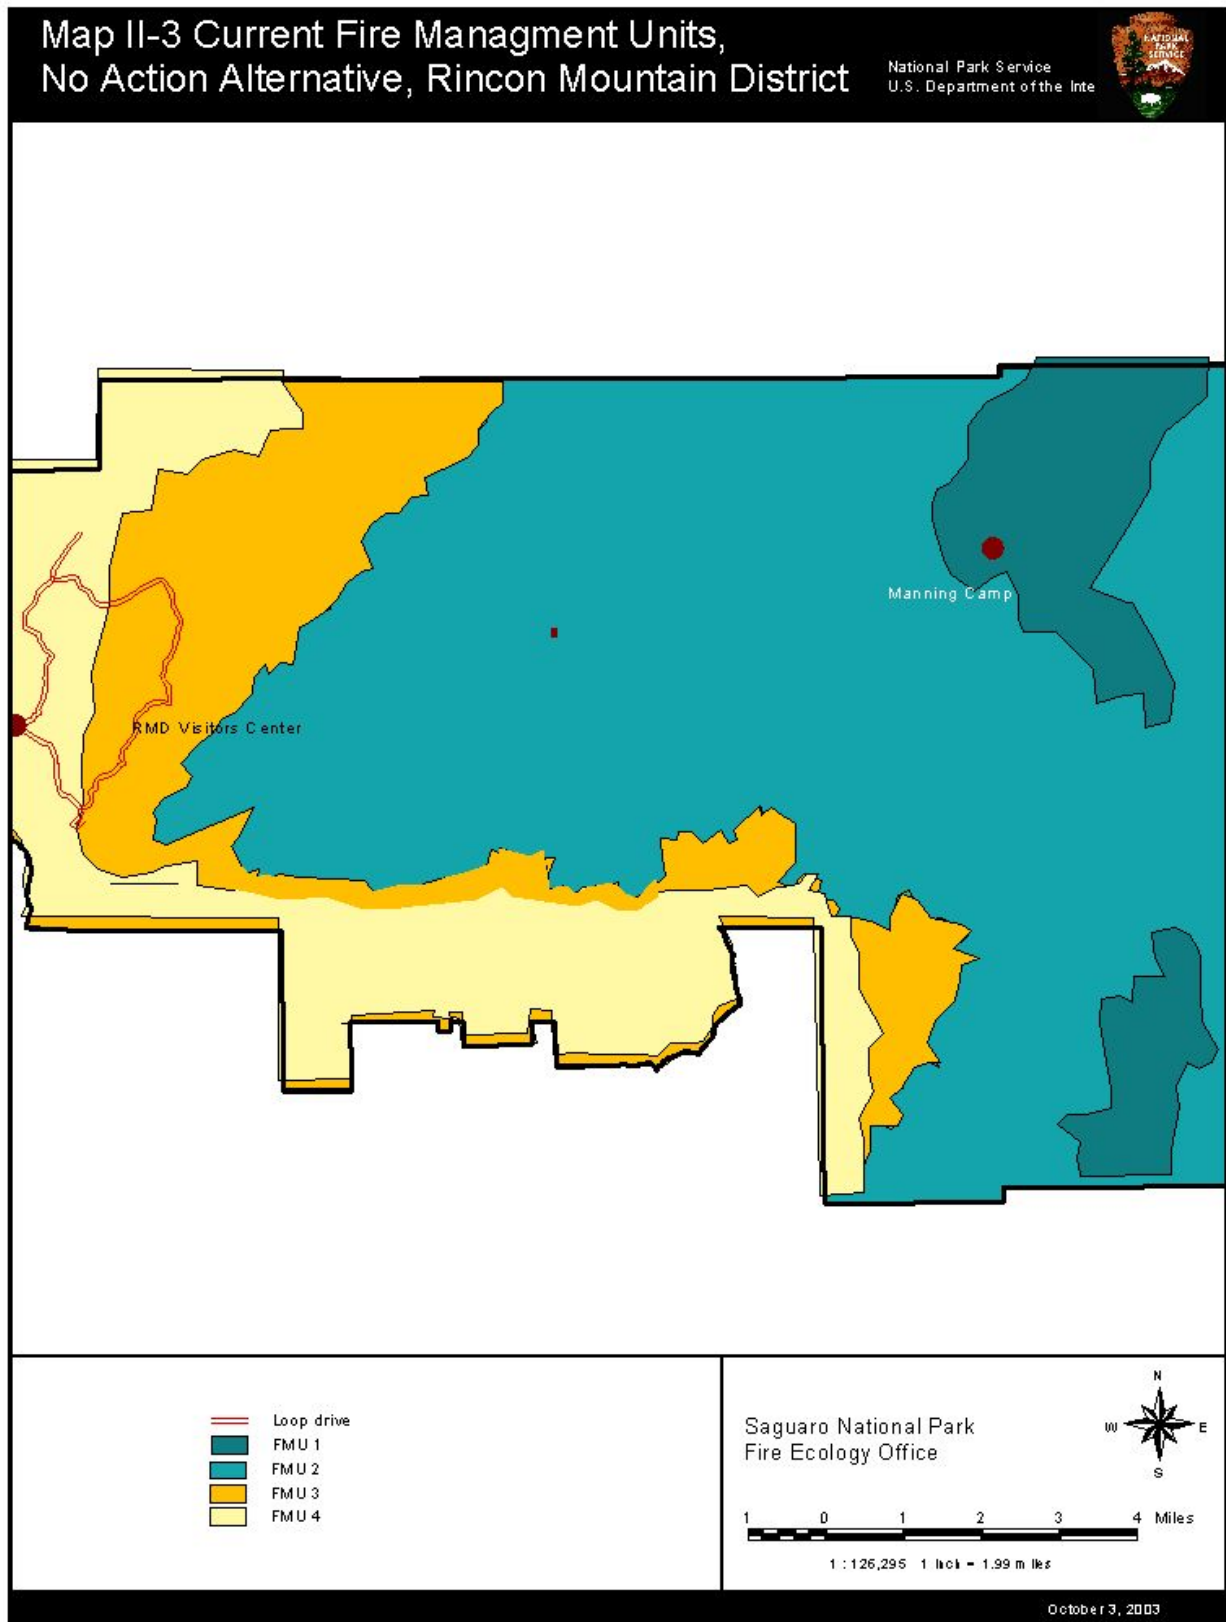 Map II-3 Current Fire Managment Units,
No Action Alternative, Rincon Mountain District
National Park Service
U.S. Department of the Inte
NATIONAL
PARK
SERVICE
Manning Camp
RMD Visitors Center
Loop drive
FMU 1
FMU 2
FMU 3
FMU 4
Saguaro National Park
Fire Ecology Office
N
W E
S
1 0 1 2 3 4 Miles
1 : 126,295 1 Inch = 1.99 miles
October 3, 2003